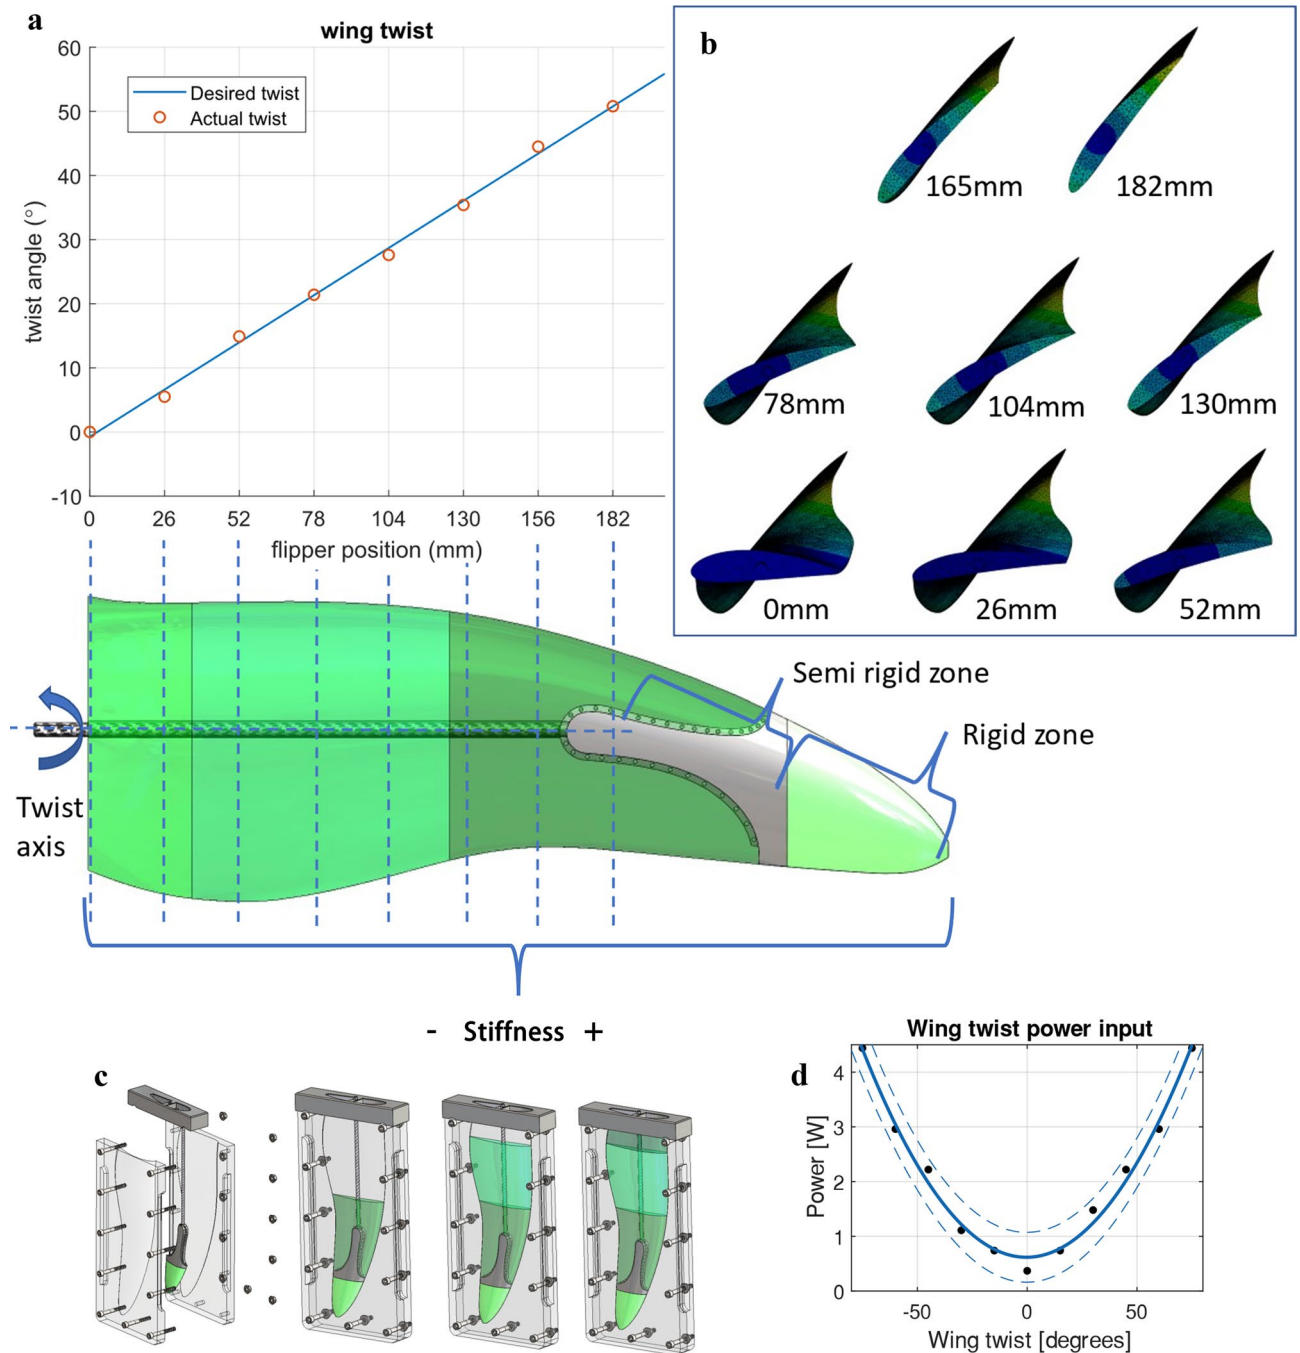 a
wing twist
60
50
40
30
20
10
0
-10
twist angle (°)
Desired twist
Actual twist
0 26 52 78 104 130 156 182
flipper position (mm)
b
165mm 182mm
78mm 104mm 130mm
0mm 26mm 52mm
Semi rigid zone
Rigid zone
Twist
axis
- Stiffness +
c
d
Wing twist power input
4
3
2
1
0
Power [W]
-50 0 50
Wing twist [degrees]